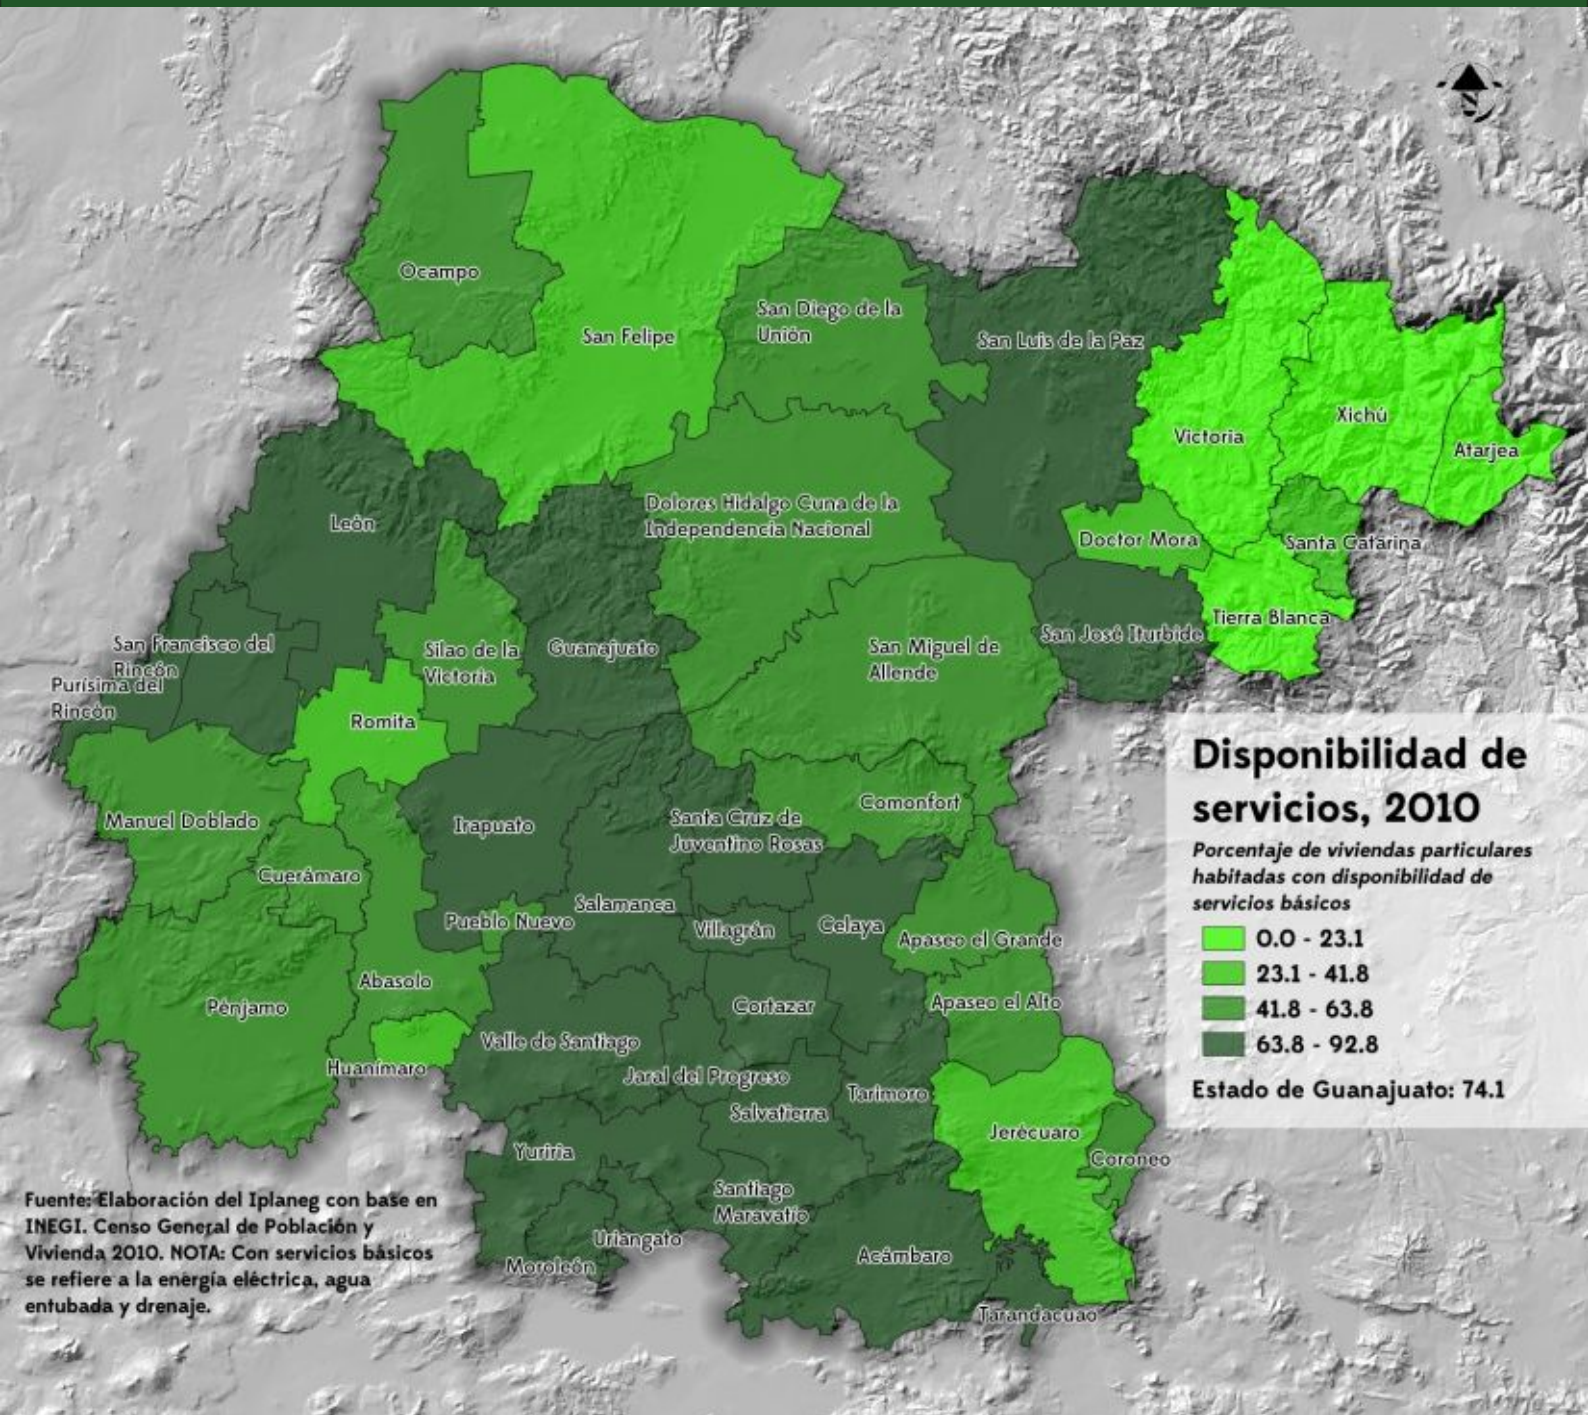 Ocampo
San Felipe
San Diego de la
Unión
San Luis de la Paz
Victoria
Xichú
Atarjea
León
Dolores Hidalgo Cuna de la
Independencia Nacional
Doctor Mora
Santa Catarina
Tierra Blanca
San Francisco del
Rincón
Purísima del
Rincón
Silao de la
Victoria
Guanajuato
San Miguel de
Allende
San José Iturbide
Romita
Manuel Doblado
Irapuato
Santa Cruz de
Juventino Rosas
Comonfort
Cuerámaro
Pueblo Nuevo
Salamanca
Villagrán
Celaya
Apaseo el Grande
Abasolo
Pénjamo
Cortazar
Apaseo el Alto
Huanímaro
Valle de Santiago
Jaral del Progreso
Tarimoro
Salvatierra
Jerécuaro
Coroneo
Yuriria
Santiago
Maravatío
Uriangato
Moroleón
Acámbaro
Tarandacuao
Disponibilidad de
servicios, 2010
Porcentaje de viviendas particulares
habitadas con disponibilidad de
servicios básicos
0.0 - 23.1
23.1 - 41.8
41.8 - 63.8
63.8 - 92.8
Estado de Guanajuato: 74.1
Fuente: Elaboración del Iplaneg con base en
INEGI. Censo General de Población y
Vivienda 2010. NOTA: Con servicios básicos
se refiere a la energía eléctrica, agua
entubada y drenaje.